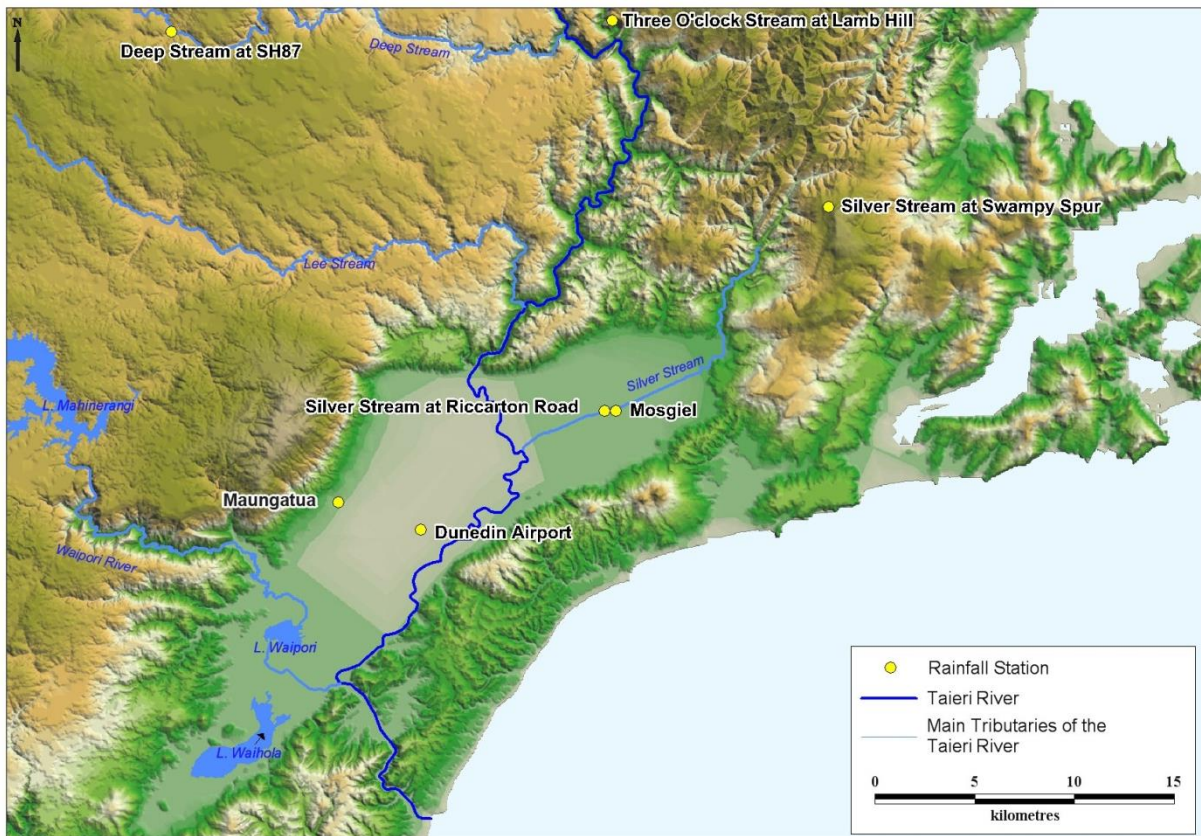 N
Three O'clock Stream at Lamb Hill
Deep Stream at SH87
Deep Stream
Silver Stream at Swampy Spur
Lee Stream
L. Mahinerangi
Silver Stream
Silver Stream at Riccarton Road
Mosgiel
Maungatua
Dunedin Airport
Waipori River
L. Waipori
L. Waihola
Rainfall Station
Taieri River
Main Tributaries of the
Taieri River
0 5 10 15
kilometres